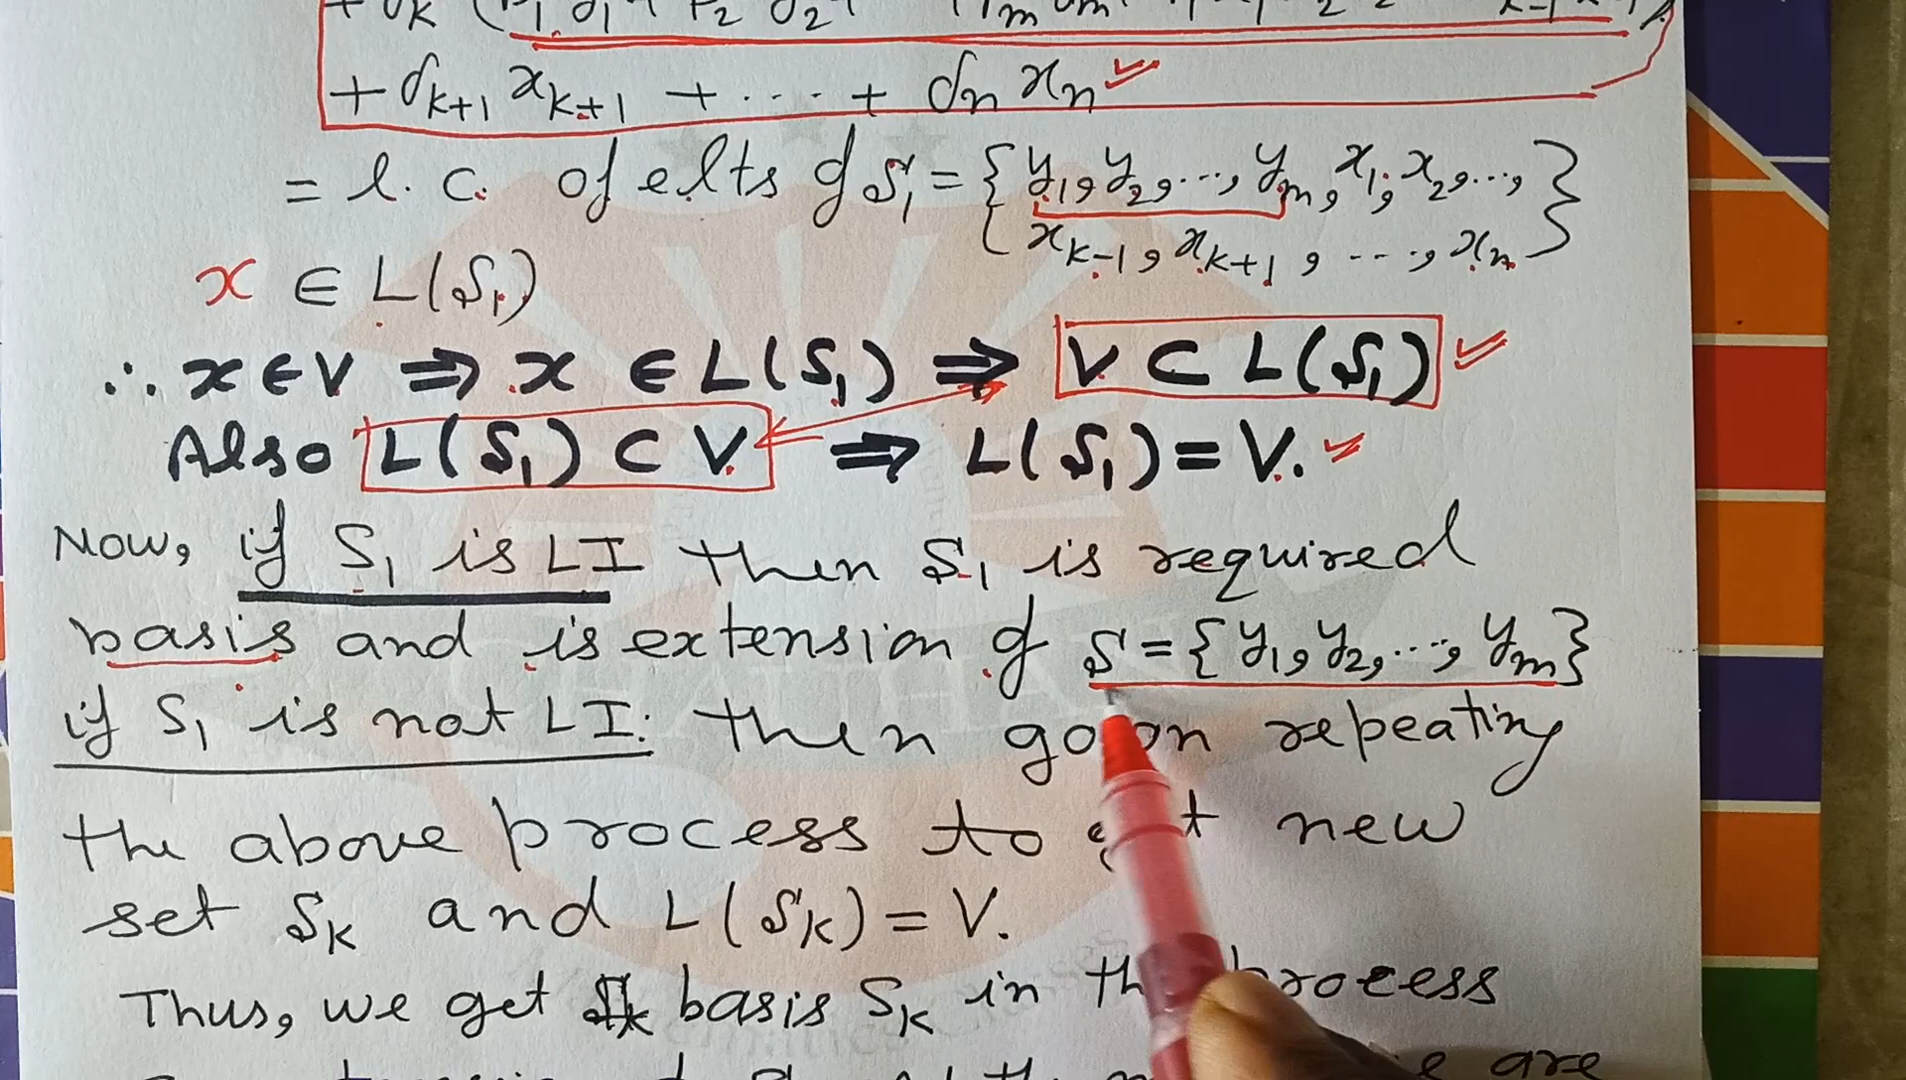 + δk+1 xk+1 + ... + δn xn
= l. c. of elts of S1 = {y1, y2, ..., ym, x1, x2, ...,
xk-1, xk+1, ..., xn}
x ∈ L(S1)
∴ x ∈ V ⇒ x ∈ L(S1) ⇒ V ⊂ L(S1)
Also L(S1) ⊂ V ⇒ L(S1) = V.
Now, if S1 is LI then S1 is required
basis and is extension of S = {y1, y2, ..., ym}
if S1 is not LI. then go on repeating
the above process to new
set Sk and L(Sk) = V.
Thus, we get basis Sk in process
are